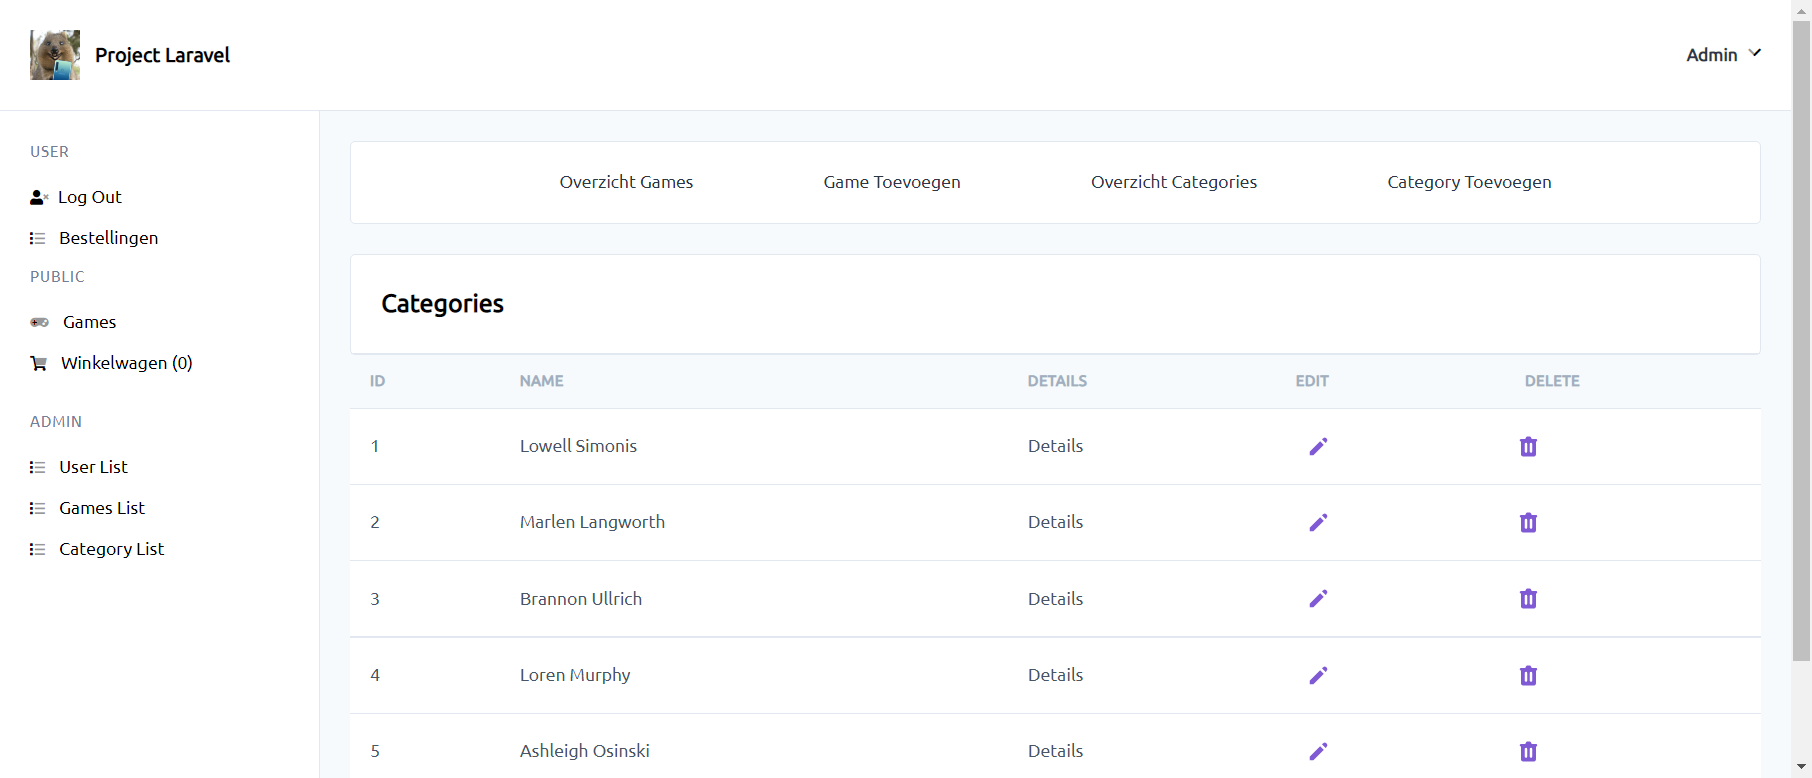 Project Laravel
Admin
USER
Log Out
Bestellingen
PUBLIC
Games
Winkelwagen (0)
ADMIN
User List
Games List
Category List
Overzicht Games Game Toevoegen Overzicht Categories Category Toevoegen
Categories
ID NAME DETAILS EDIT DELETE
1 Lowell Simonis Details
2 Marlen Langworth Details
3 Brannon Ullrich Details
4 Loren Murphy Details
5 Ashleigh Osinski Details